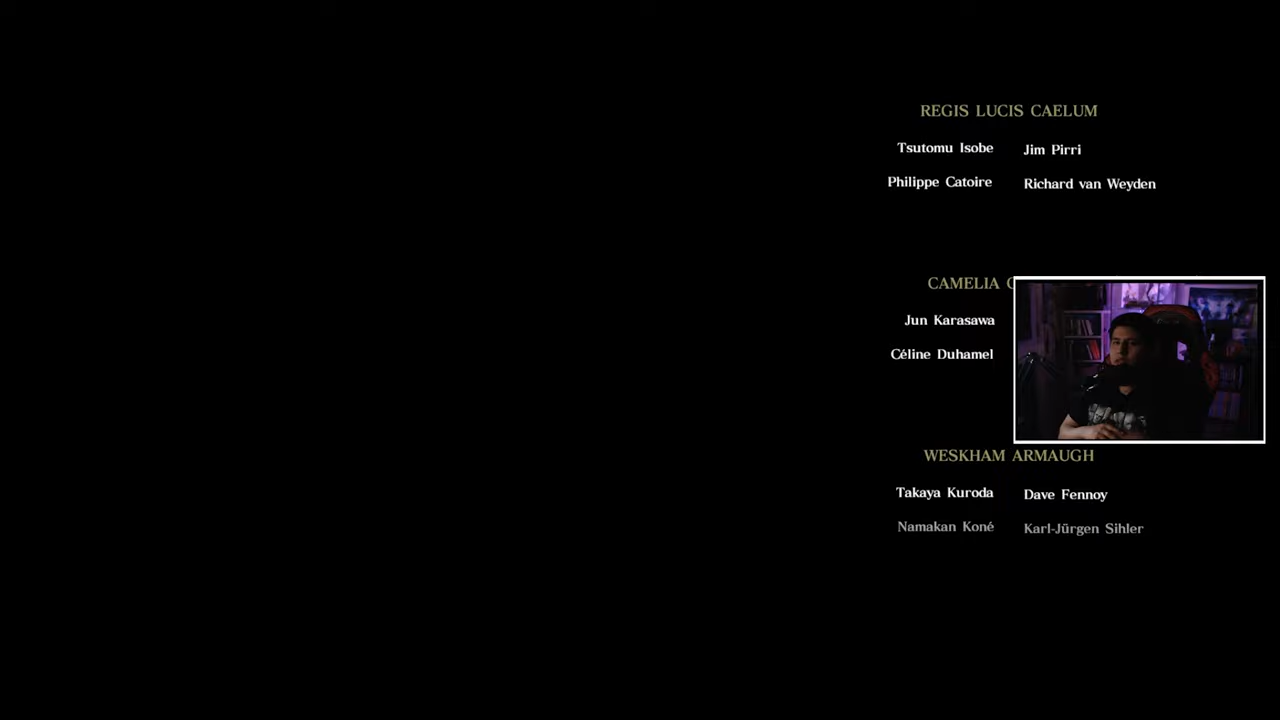 REGIS LUCIS CAELUM
Tsutomu Isobe Jim Pirri
Philippe Catoire Richard van Weyden
CAMELIA
Jun Karasawa
Céline Duhamel
WESKHAM ARMAUGH
Takaya Kuroda Dave Fennoy
Namakan Koné Karl-Jürgen Sihler